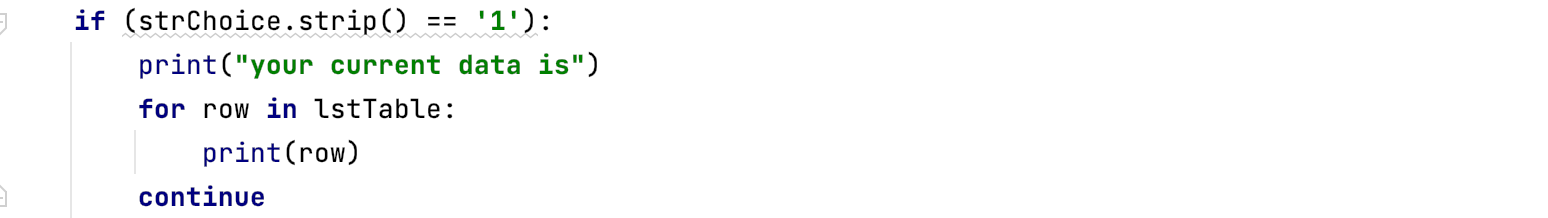 if (strChoice.strip() == '1'):
    print("your current data is")
    for row in lstTable:
        print(row)
    continue